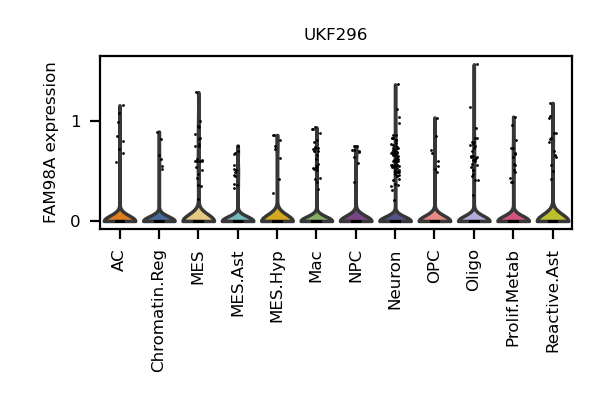 UKF296
FAM98A expression
1
0
AC
Chromatin.Reg
MES
MES.Ast
MES.Hyp
Mac
NPC
Neuron
OPC
Oligo
Prolif.Metab
Reactive.Ast